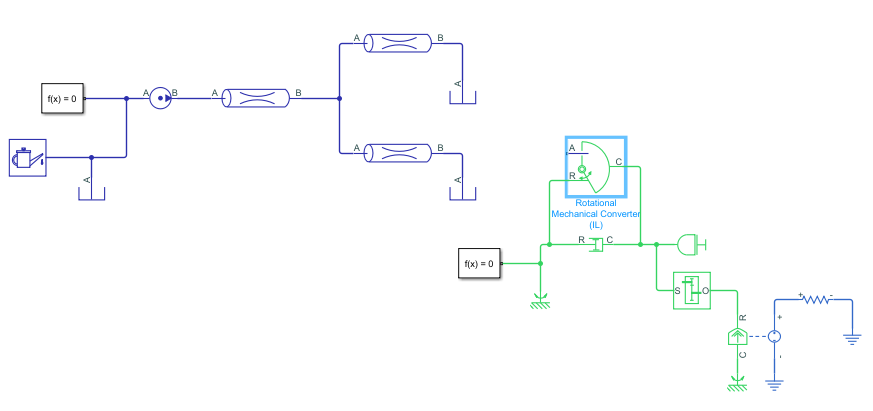 A
B
A
f(x) = 0
A
B
A
B
A
A
B
A
A
A
C
R
Rotational
Mechanical Converter
(IL)
R
C
f(x) = 0
S
O
+
-
R
+
C
-